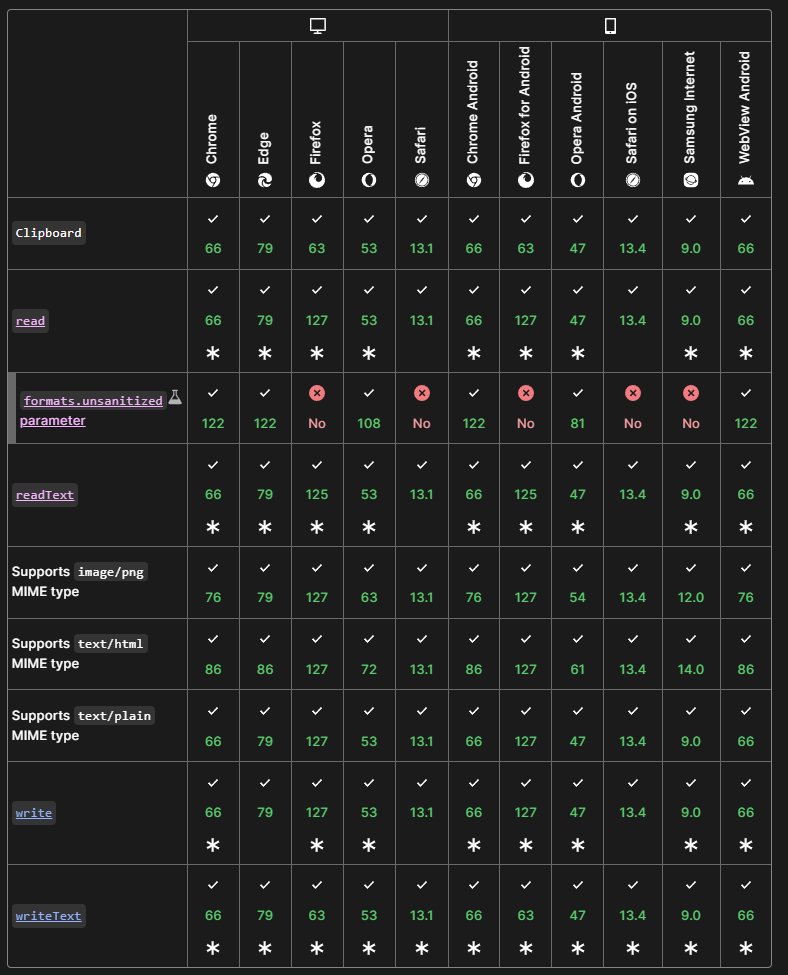 Chrome Edge Firefox Opera Safari Chrome Android Firefox for Android Opera Android Safari on iOS Samsung Internet WebView Android
Clipboard 66 79 63 53 13.1 66 63 47 13.4 9.0 66
read 66 79 127 53 13.1 66 127 47 13.4 9.0 66
* * * * * * * * *
formats.unsanitized
parameter 122 122 No 108 No 122 No 81 No No 122
readText 66 79 125 53 13.1 66 125 47 13.4 9.0 66
* * * * * * * * *
Supports image/png
MIME type 76 79 127 63 13.1 76 127 54 13.4 12.0 76
Supports text/html
MIME type 86 86 127 72 13.1 86 127 61 13.4 14.0 86
Supports text/plain
MIME type 66 79 127 53 13.1 66 127 47 13.4 9.0 66
write 66 79 127 53 13.1 66 127 47 13.4 9.0 66
* * * * * * * *
writeText 66 79 63 53 13.1 66 63 47 13.4 9.0 66
* * * * * * * * * * *